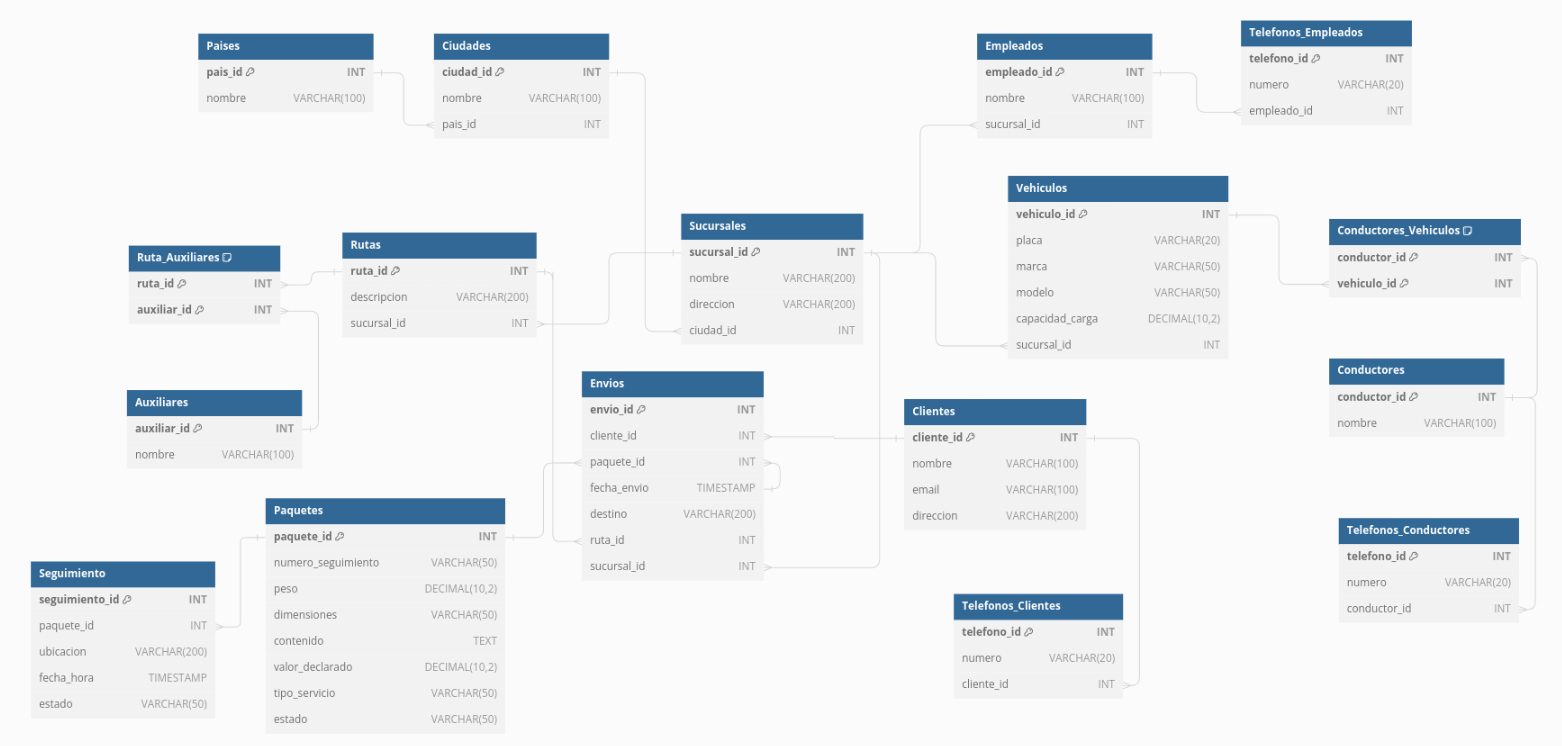 Paises
pais_id INT
nombre VARCHAR(100)
Ciudades
ciudad_id INT
nombre VARCHAR(100)
pais_id INT
Empleados
empleado_id INT
nombre VARCHAR(100)
sucursal_id INT
Telefonos_Empleados
telefono_id INT
numero VARCHAR(20)
empleado_id INT
Vehiculos
vehiculo_id INT
placa VARCHAR(20)
marca VARCHAR(50)
modelo VARCHAR(50)
capacidad_carga DECIMAL(10,2)
sucursal_id INT
Conductores_Vehiculos
conductor_id INT
vehiculo_id INT
Ruta_Auxiliares
ruta_id INT
auxiliar_id INT
Rutas
ruta_id INT
descripcion VARCHAR(200)
sucursal_id INT
Sucursales
sucursal_id INT
nombre VARCHAR(200)
direccion VARCHAR(200)
ciudad_id INT
Auxiliares
auxiliar_id INT
nombre VARCHAR(100)
Envios
envio_id INT
cliente_id INT
paquete_id INT
fecha_envio TIMESTAMP
destino VARCHAR(200)
ruta_id INT
sucursal_id INT
Clientes
cliente_id INT
nombre VARCHAR(100)
email VARCHAR(100)
direccion VARCHAR(200)
Conductores
conductor_id INT
nombre VARCHAR(100)
Paquetes
paquete_id INT
numero_seguimiento VARCHAR(50)
peso DECIMAL(10,2)
dimensiones VARCHAR(50)
contenido TEXT
valor_declarado DECIMAL(10,2)
tipo_servicio VARCHAR(50)
estado VARCHAR(50)
Seguimiento
seguimiento_id INT
paquete_id INT
ubicacion VARCHAR(200)
fecha_hora TIMESTAMP
estado VARCHAR(50)
Telefonos_Clientes
telefono_id INT
numero VARCHAR(20)
cliente_id INT
Telefonos_Conductores
telefono_id INT
numero VARCHAR(20)
conductor_id INT